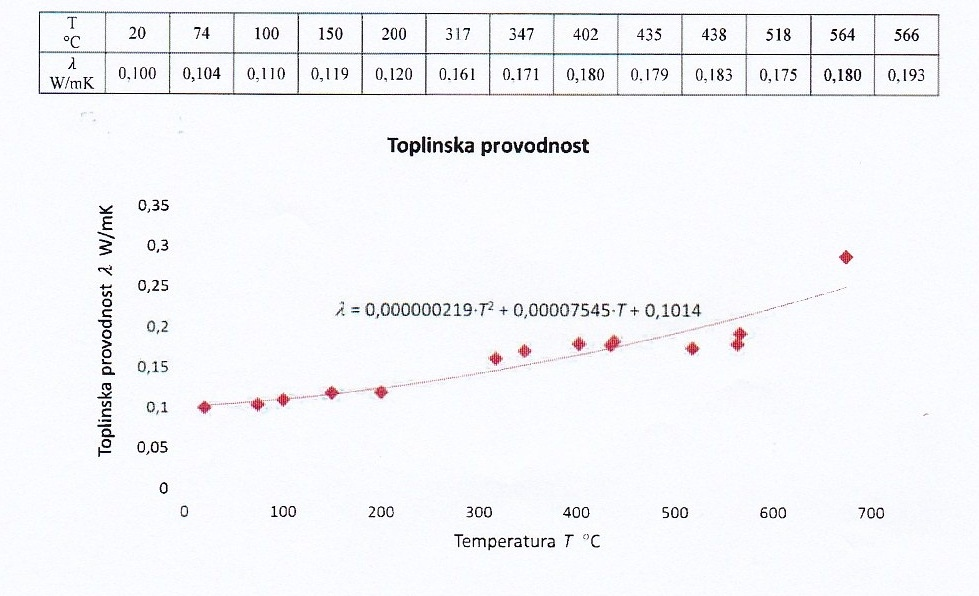 T °C 20 74 100 150 200 317 347 402 435 438 518 564 566
λ W/mK 0,100 0,104 0,110 0,119 0,120 0.161 0,171 0,180 0,179 0,183 0,175 0,180 0,193
Toplinska provodnost
Toplinska provodnost λ W/mK
0,35
0,3
0,25
0,2
0,15
0,1
0,05
0
λ = 0,000000219·T² + 0,00007545·T + 0,1014
0 100 200 300 400 500 600 700
Temperatura T °C